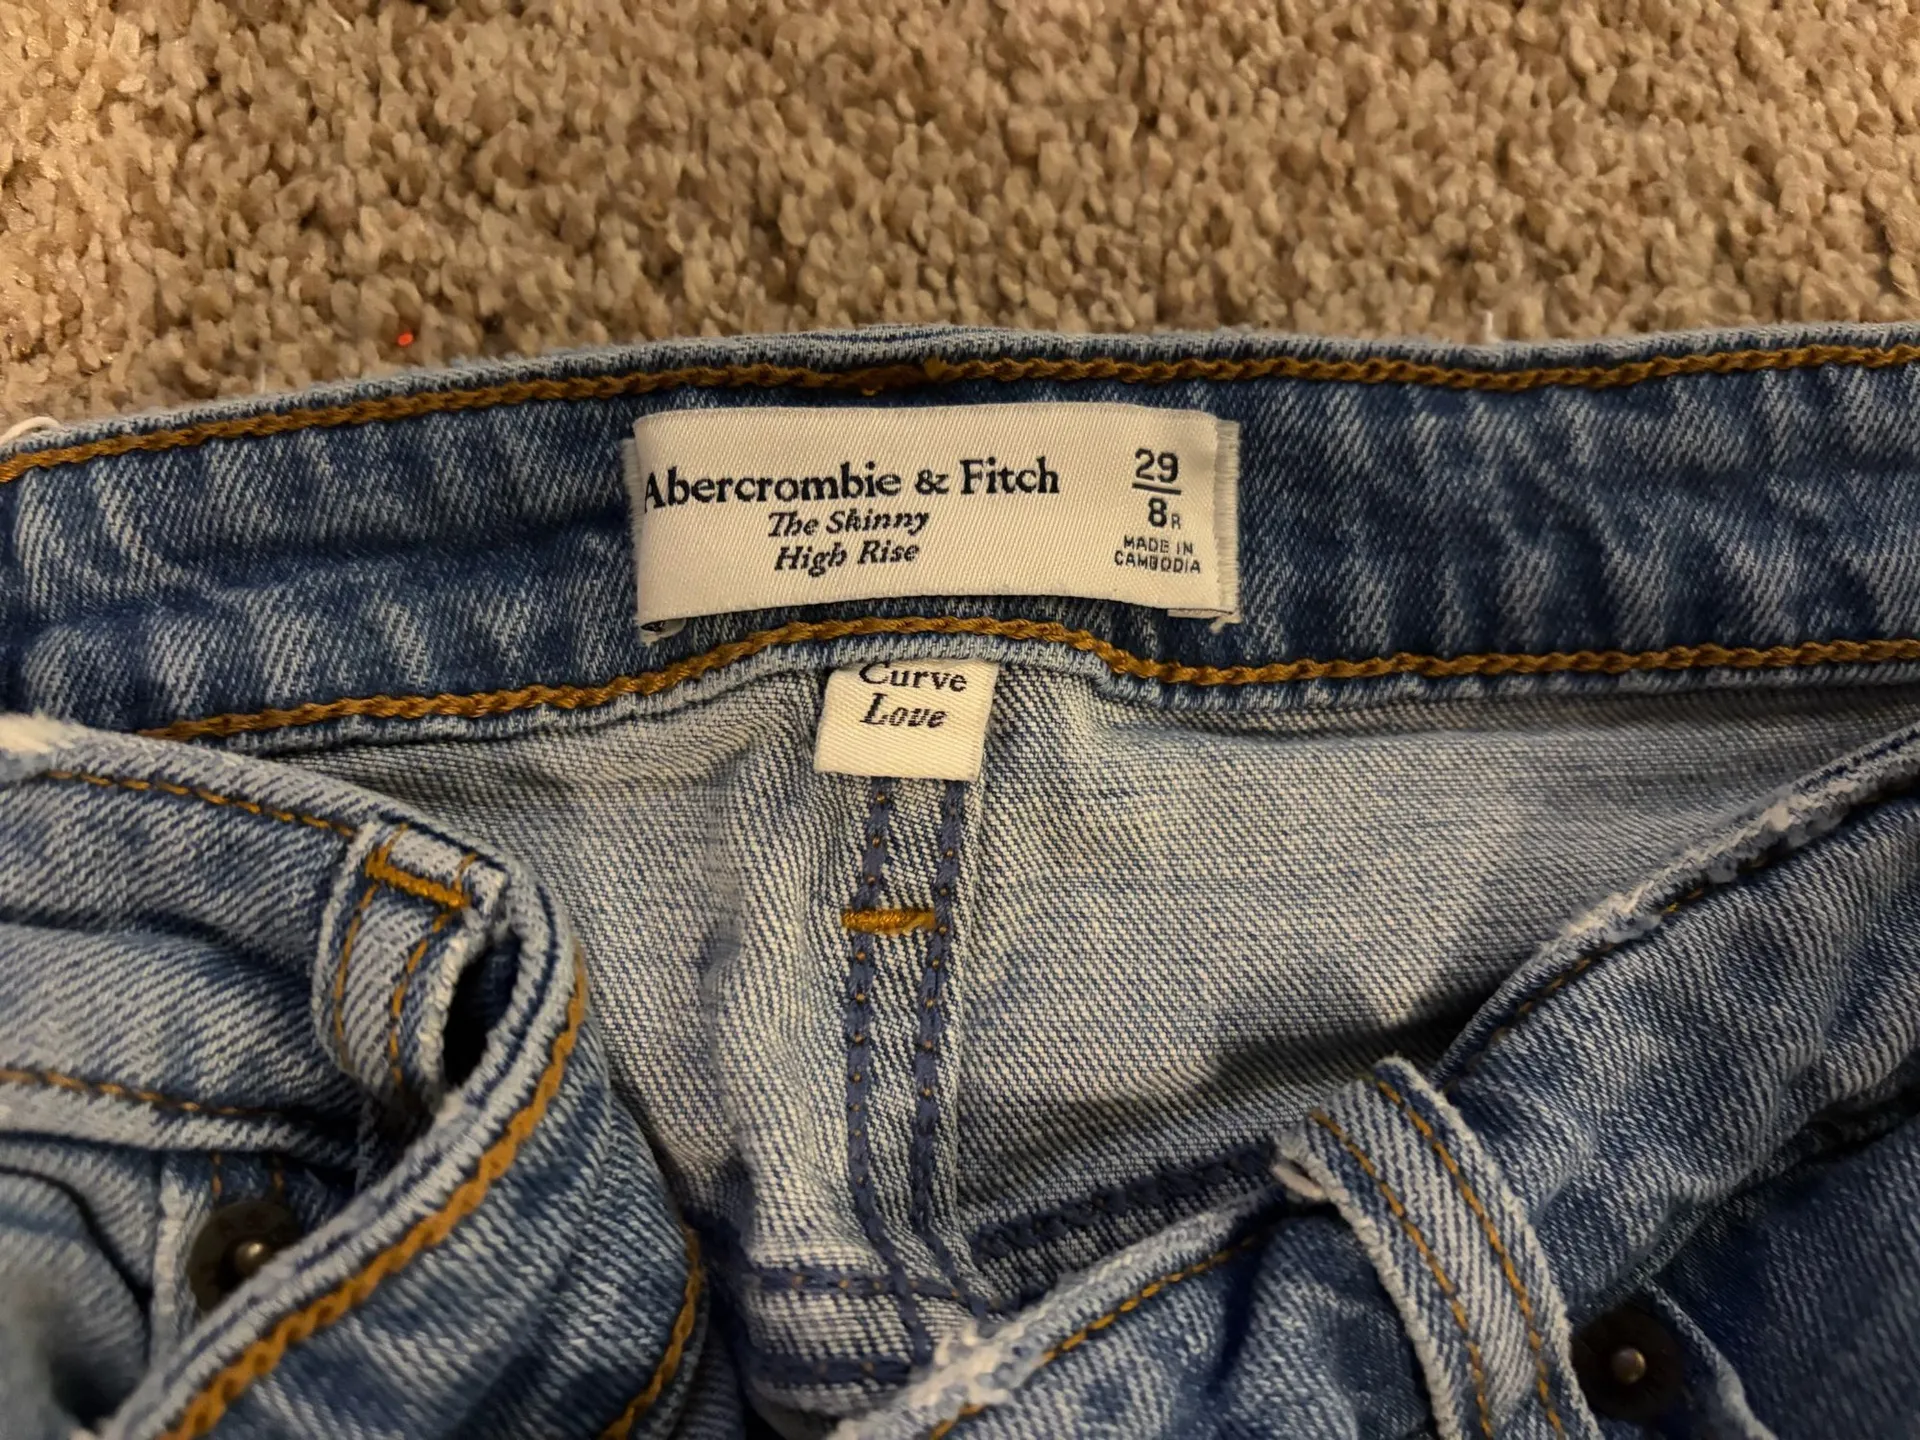 Abercrombie & Fitch
The Skinny
High Rise
29
8R
MADE IN
CAMBODIA
Curve
Love